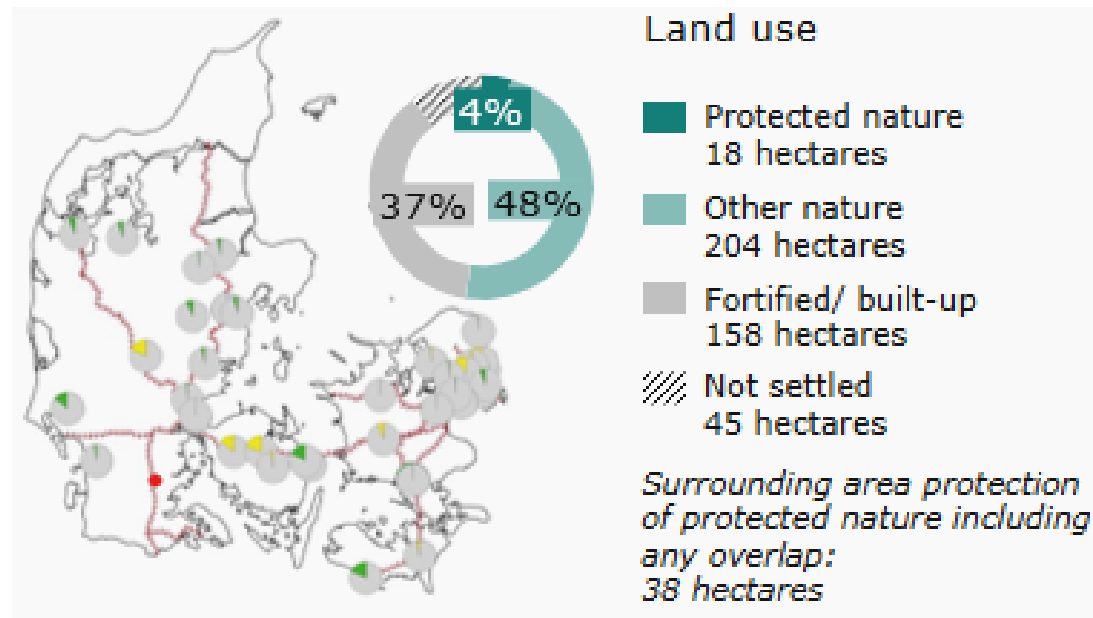 Land use
4%
37%
48%
Protected nature
18 hectares
Other nature
204 hectares
Fortified/ built-up
158 hectares
Not settled
45 hectares
Surrounding area protection
of protected nature including
any overlap:
38 hectares